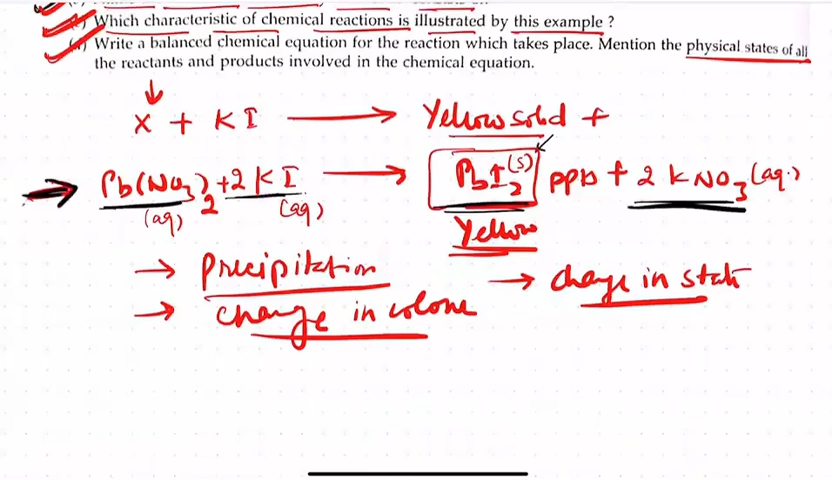 Which characteristic of chemical reactions is illustrated by this example ?
Write a balanced chemical equation for the reaction which takes place. Mention the physical states of all
the reactants and products involved in the chemical equation.
X + KI ⟶ Yellow solid +
Pb(NO3)2 + 2KI ⟶ PbI2 (s) ppt + 2KNO3 (aq.)
(aq) (aq)
Yellow
→ Precipitation
→ change in state
→ change in colour